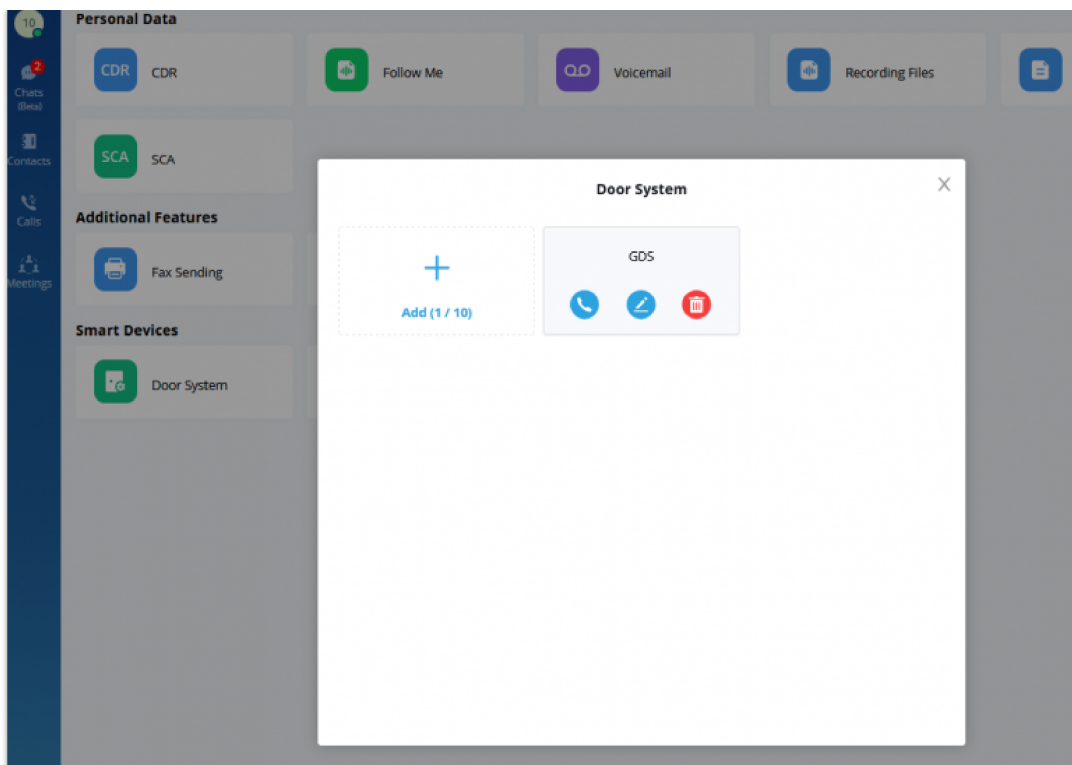 10
Personal Data
CDR CDR
Follow Me
Voicemail
Recording Files
2
Chats
(Beta)
Contacts
SCA SCA
Door System
Calls
Additional Features
GDS
Meetings
Fax Sending
Add (1 / 10)
Smart Devices
Door System